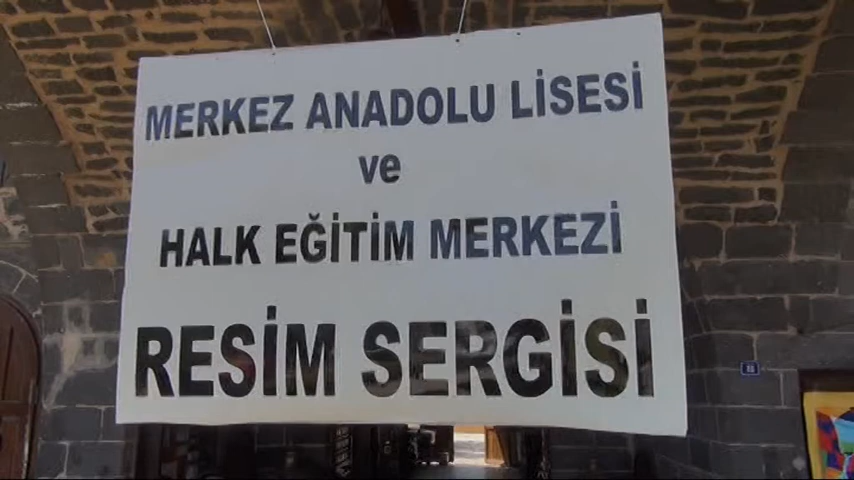 MERKEZ ANADOLU LİSESİ
ve
HALK EĞİTİM MERKEZİ
RESİM SERGİSİ